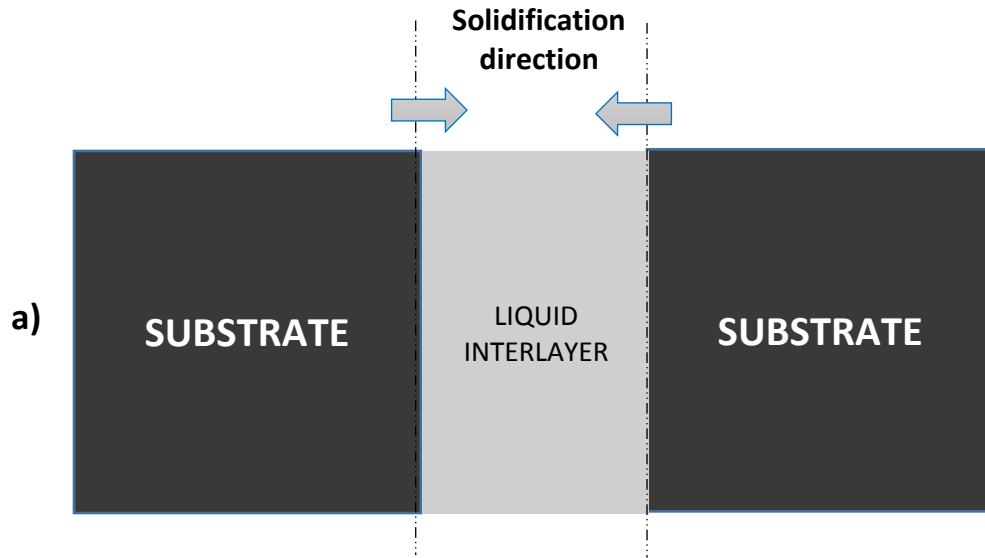 Solidification
direction
a)
SUBSTRATE
LIQUID
INTERLAYER
SUBSTRATE